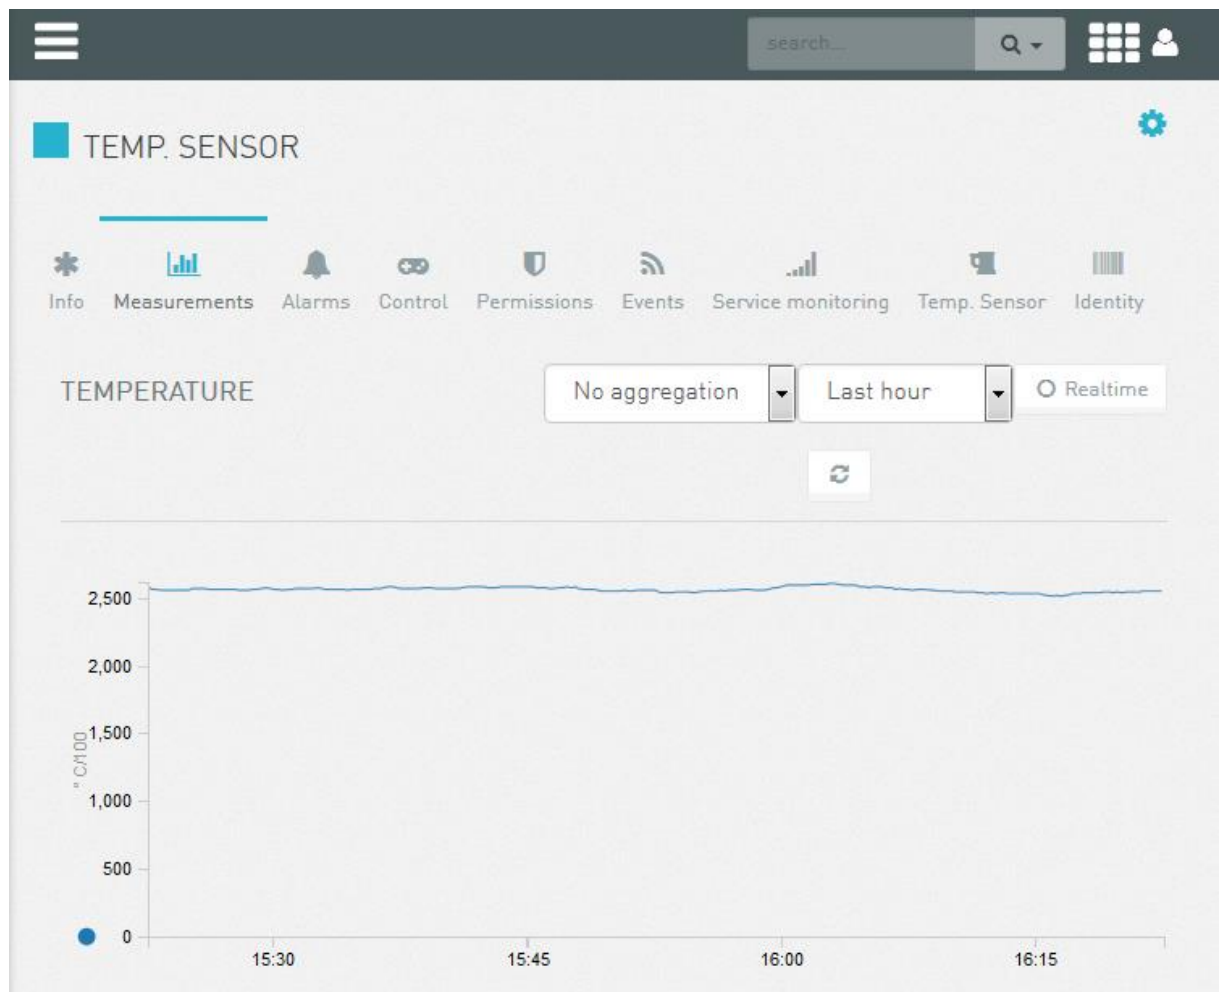 search...
TEMP. SENSOR
Info Measurements Alarms Control Permissions Events Service monitoring Temp. Sensor Identity
TEMPERATURE No aggregation Last hour Realtime
2,500
2,000
1,500
° C/100
1,000
500
0
15:30 15:45 16:00 16:15